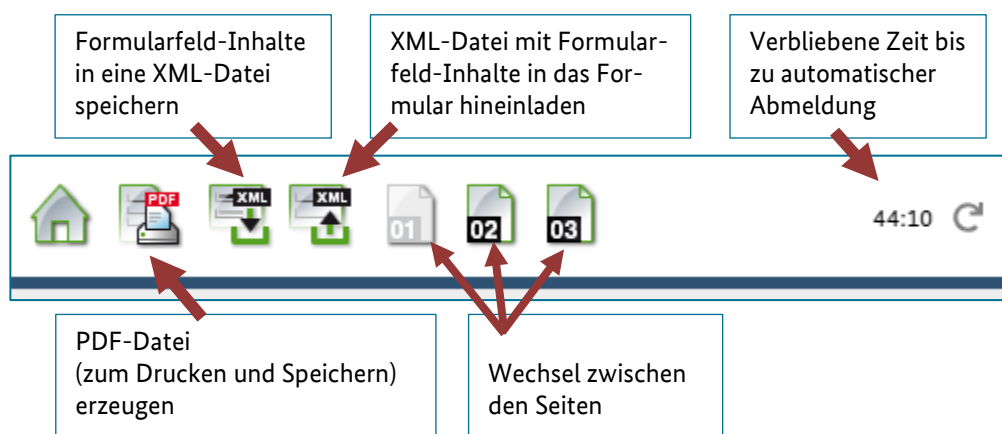 Formularfeld-Inhalte
in eine XML-Datei
speichern
XML-Datei mit Formular-
feld-Inhalte in das For-
mular hineinladen
Verbliebene Zeit bis
zu automatischer
Abmeldung
PDF
XML
XML
01
02
03
44:10
PDF-Datei
(zum Drucken und Speichern)
erzeugen
Wechsel zwischen
den Seiten